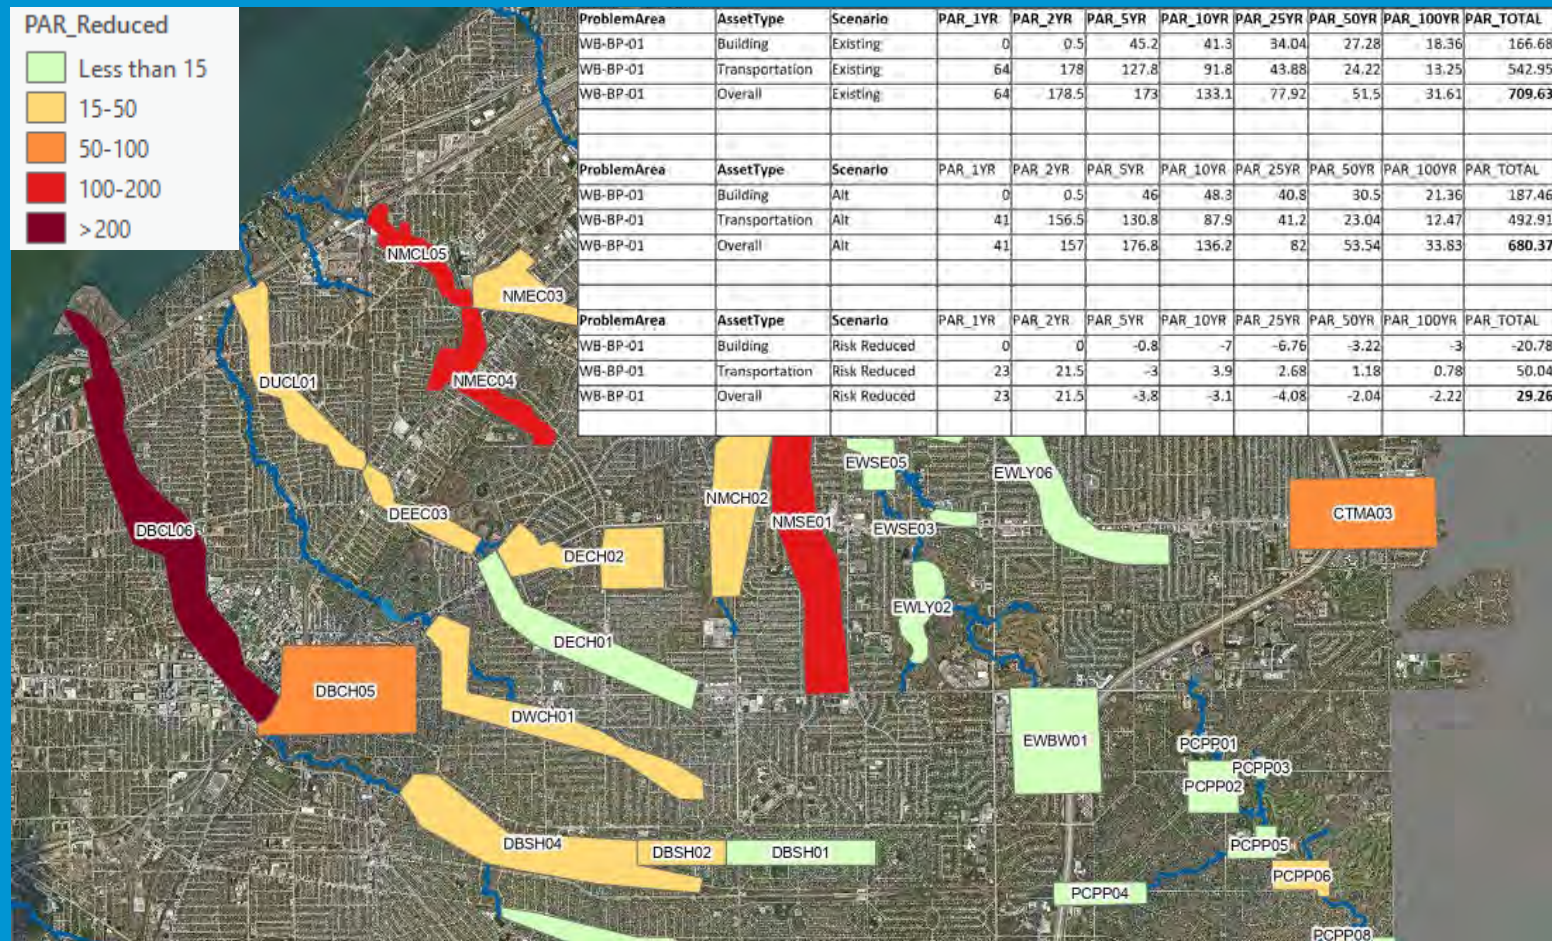 PAR_Reduced
Less than 15
15-50
50-100
100-200
>200
ProblemArea AssetType Scenario PAR_1YR PAR_2YR PAR_5YR PAR_10YR PAR_25YR PAR_50YR PAR_100YR PAR_TOTAL
WB-BP-01 Building Existing 0 0.5 45.2 41.3 34.04 27.28 18.36 166.68
WB-BP-01 Transportation Existing 64 178 127.8 91.8 43.88 24.22 13.25 542.95
WB-BP-01 Overall Existing 64 178.5 173 133.1 77.92 51.5 31.61 709.63
ProblemArea AssetType Scenario PAR_1YR PAR_2YR PAR_5YR PAR_10YR PAR_25YR PAR_50YR PAR_100YR PAR_TOTAL
WB-BP-01 Building Alt 0 0.5 46 48.3 40.8 30.5 21.36 187.46
WB-BP-01 Transportation Alt 41 156.5 130.8 87.9 41.2 23.04 12.47 492.91
WB-BP-01 Overall Alt 41 157 176.8 136.2 82 53.54 33.83 680.37
ProblemArea AssetType Scenario PAR_1YR PAR_2YR PAR_5YR PAR_10YR PAR_25YR PAR_50YR PAR_100YR PAR_TOTAL
WB-BP-01 Building Risk Reduced 0 0 -0.8 -7 -6.76 -3.22 -3 -20.78
WB-BP-01 Transportation Risk Reduced 23 21.5 -3 3.9 2.68 1.18 0.78 50.04
WB-BP-01 Overall Risk Reduced 23 21.5 -3.8 -3.1 -4.08 -2.04 -2.22 29.26
NMCL05
NMEC03
DUCL01
NMEC04
EWSE05
EWLY06
NMCH02
DEEC03
CTMA03
NMSE01
DBCL06
EWSE03
DECH02
EWLY02
DECH01
DBCH05
DWCH01
EWBW01
PCPP01
PCPP03
PCPP02
DBSH04
DBSH02
DBSH01
PCPP05
PCPP06
PCPP04
PCPP08